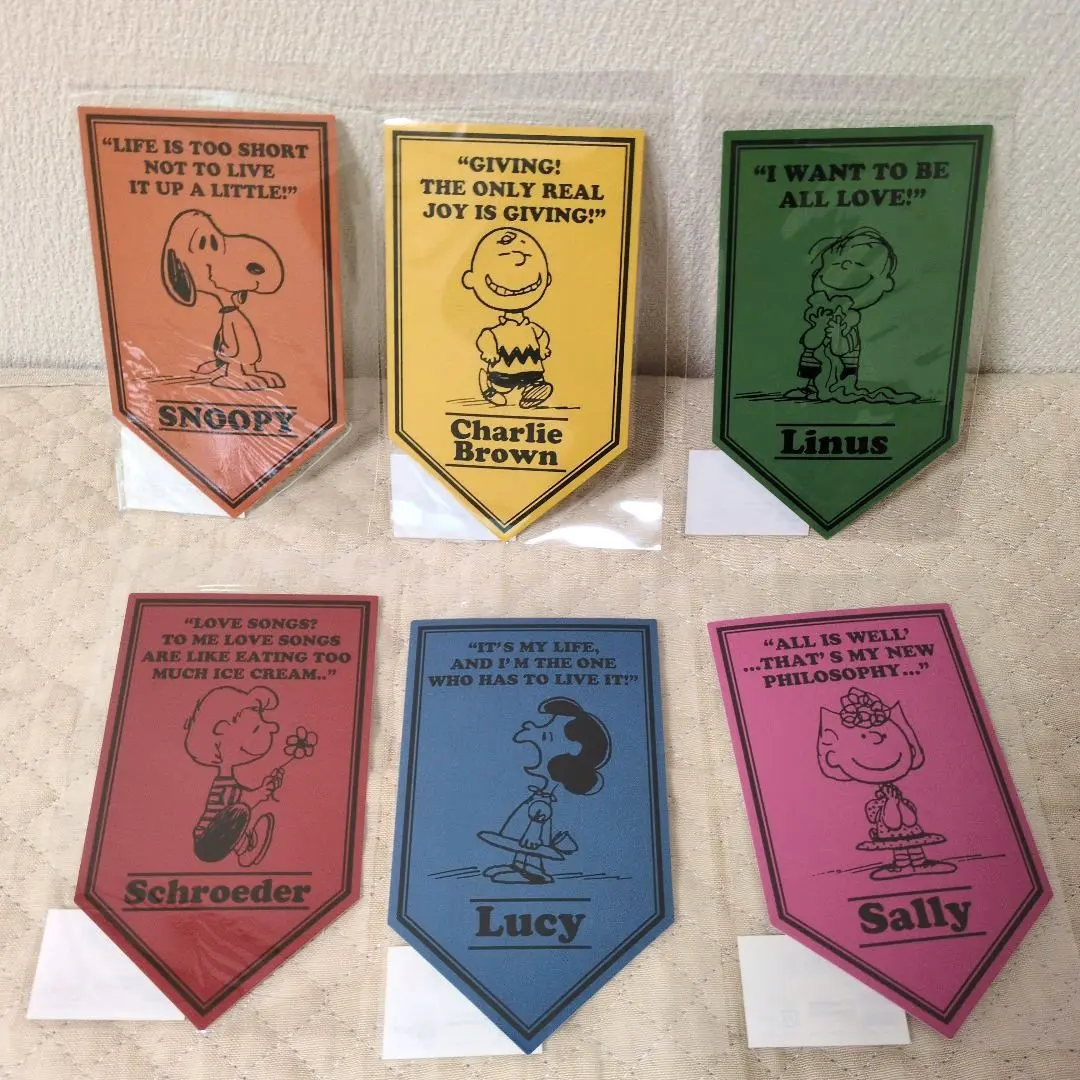 “LIFE IS TOO SHORT
NOT TO LIVE
IT UP A LITTLE!”
SNOOPY
“GIVING!
THE ONLY REAL
JOY IS GIVING!”
Charlie
Brown
“I WANT TO BE
ALL LOVE!”
Linus
“LOVE SONGS?
TO ME LOVE SONGS
ARE LIKE EATING TOO
MUCH ICE CREAM..”
Schroeder
“IT’S MY LIFE,
AND I’M THE ONE
WHO HAS TO LIVE IT!”
Lucy
“ALL IS WELL’
...THAT’S MY NEW
PHILOSOPHY...”
Sally